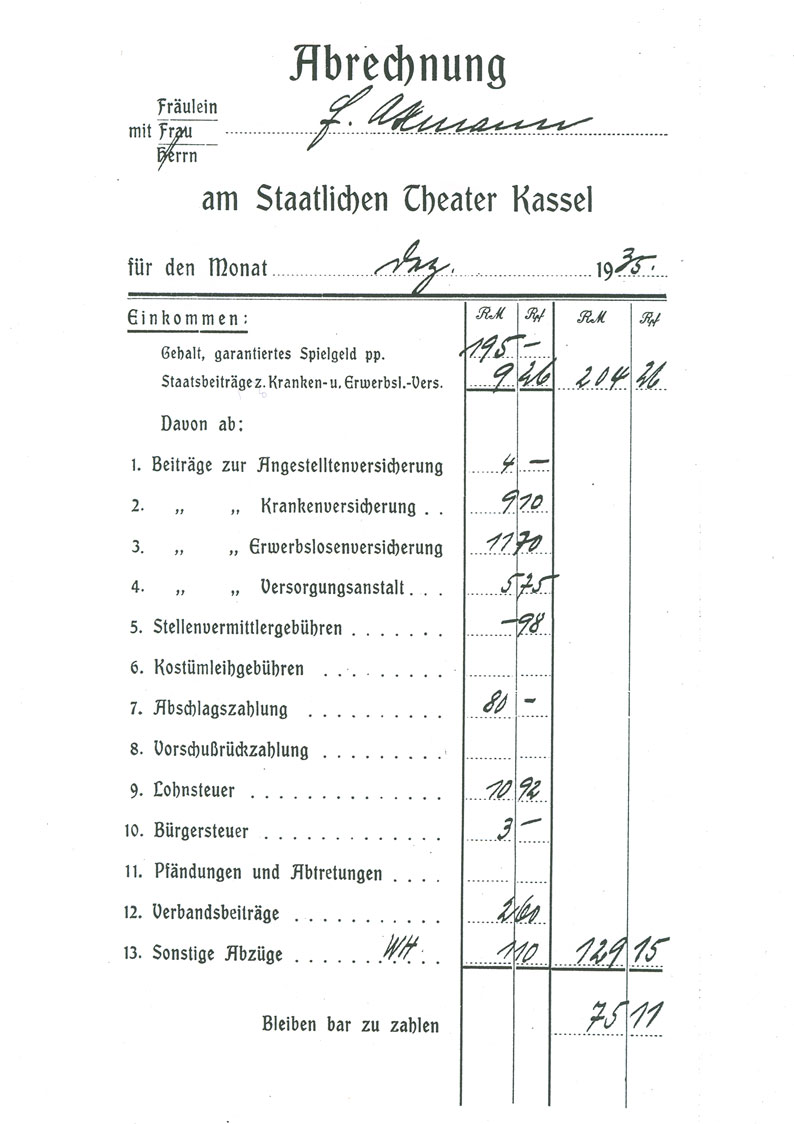 Abrechnung
Fräulein
mit Frau
Herrn
am Staatlichen Theater Kassel
für den Monat Dez. 1935.
Einkommen: RM Rpf RM Rpf
Gehalt, garantiertes Spielgeld pp. 195 —
Staatsbeiträge z. Kranken- u. Erwerbsl.-Vers. 9 26 204 26
Davon ab:
1. Beiträge zur Angestelltenversicherung 4 —
2. „ „ Krankenversicherung . . 9 10
3. „ „ Erwerbslosenversicherung 11 70
4. „ „ Versorgungsanstalt . . . 5 75
5. Stellenvermittlergebühren . . . . . . . — 98
6. Kostümleihgebühren . . . . . . . . .
7. Abschlagszahlung . . . . . . . . . . 80 —
8. Vorschußrückzahlung . . . . . . . . .
9. Lohnsteuer . . . . . . . . . . . . . . 10 92
10. Bürgersteuer . . . . . . . . . . . . . 3 —
11. Pfändungen und Abtretungen . . . .
12. Verbandsbeiträge . . . . . . . . . . . 2 60
13. Sonstige Abzüge . . . . . WH . . 1 10 129 15
Bleiben bar zu zahlen 75 11